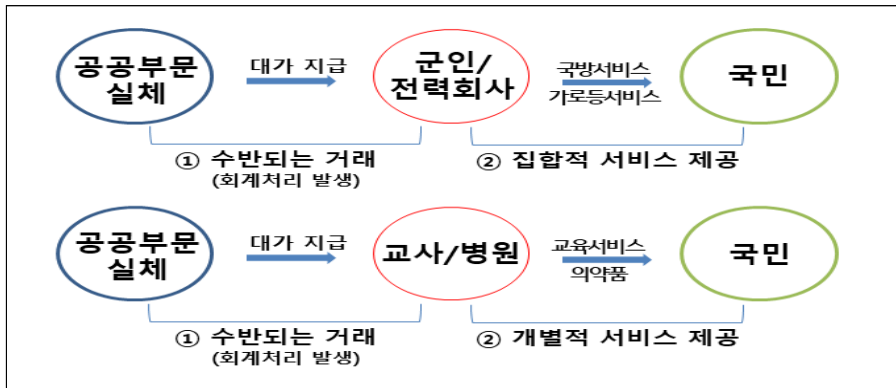 공공부문
실체
대가 지급
군인/
전력회사
국방서비스
가로등서비스
국민
① 수반되는 거래
(회계처리 발생)
② 집합적 서비스 제공
공공부문
실체
대가 지급
교사/병원
교육서비스
의약품
국민
① 수반되는 거래
(회계처리 발생)
② 개별적 서비스 제공